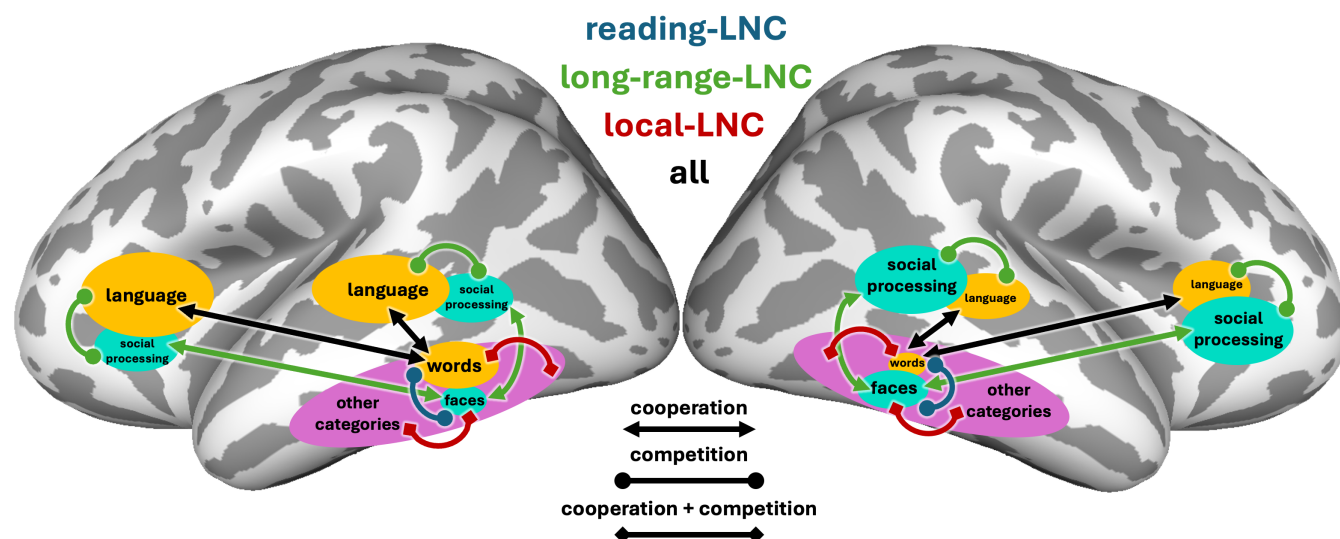 reading-LNC
long-range-LNC
local-LNC
all
language
social
processing
language
social
processing
words
faces
other
categories
social
processing
language
words
faces
other
categories
language
social
processing
cooperation
competition
cooperation + competition